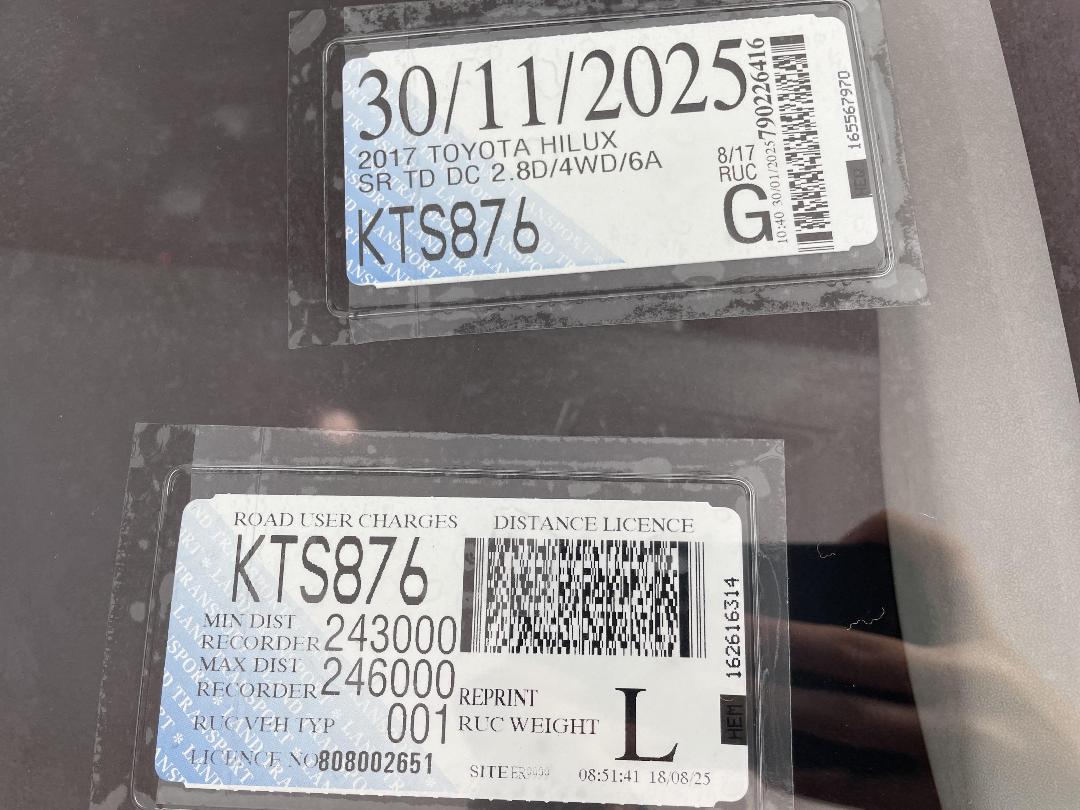 30/11/2025
2017 TOYOTA HILUX
SR TD DC 2.8D/4WD/6A
KTS876
8/17
RUC
G
10:40 30/01/2025
790226416
165567970
HEM
ROAD USER CHARGES DISTANCE LICENCE
KTS876
MIN DIST
RECORDER 243000
MAX DIST
RECORDER 246000
RUC VEH TYP 001
LICENCE NO 808002651
REPRINT
RUC WEIGHT L
SITE 08:51:41 18/08/25
162616314
HEM